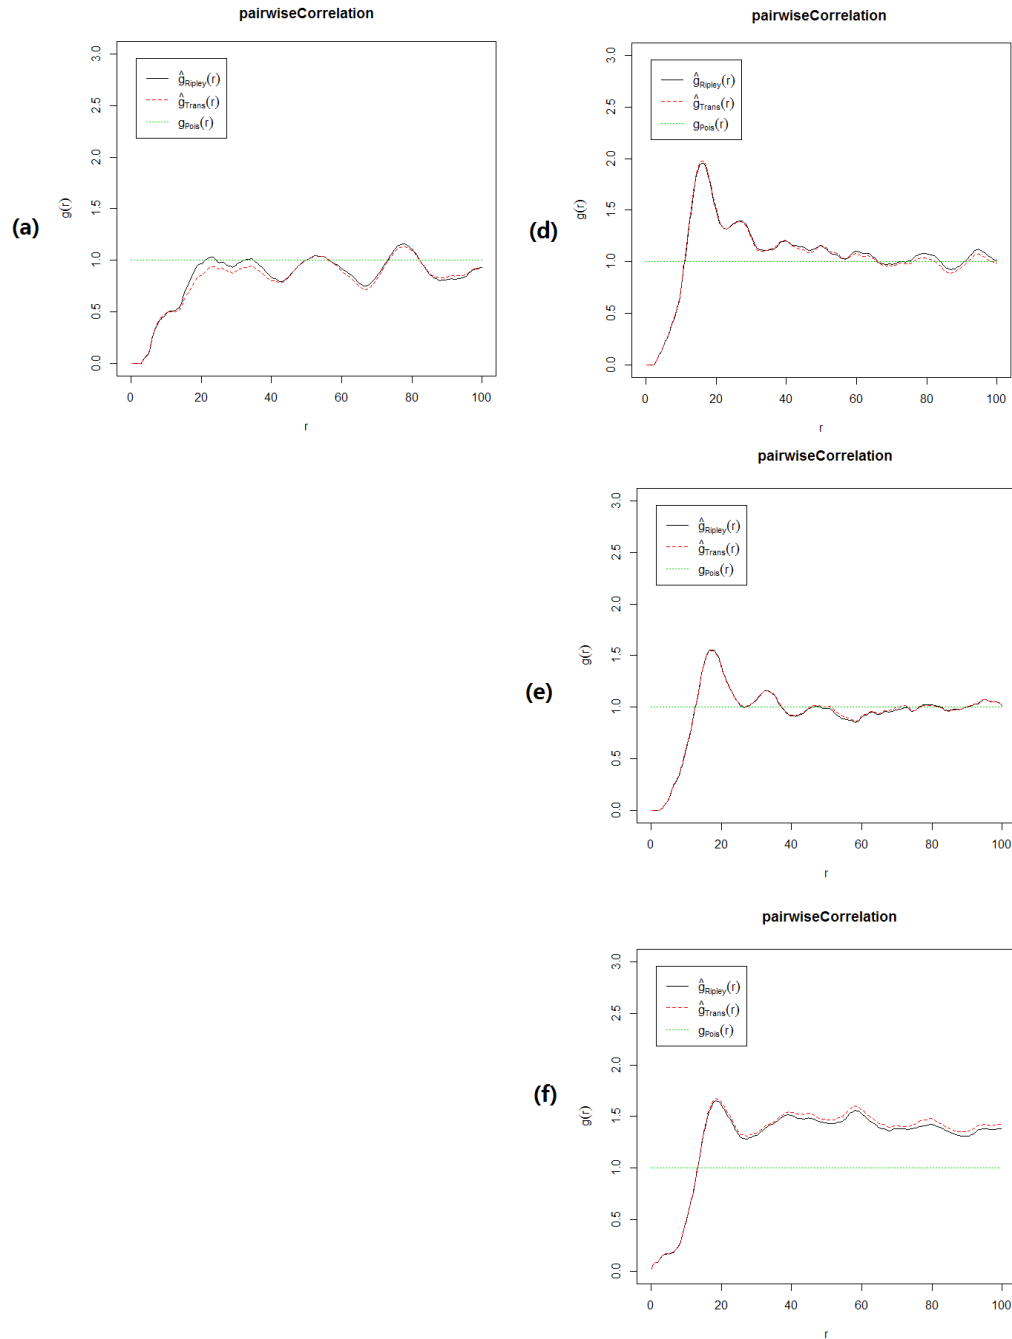 pairwiseCorrelation
3.0
2.5
2.0
1.5
1.0
0.5
0.0
g(r)
ĝRipley(r)
ĝTrans(r)
gPois(r)
(a)
0 20 40 60 80 100
r
pairwiseCorrelation
3.0
2.5
2.0
1.5
1.0
0.5
0.0
g(r)
ĝRipley(r)
ĝTrans(r)
gPois(r)
(d)
0 20 40 60 80 100
r
pairwiseCorrelation
3.0
2.5
2.0
1.5
1.0
0.5
0.0
g(r)
ĝRipley(r)
ĝTrans(r)
gPois(r)
(e)
0 20 40 60 80 100
r
pairwiseCorrelation
3.0
2.5
2.0
1.5
1.0
0.5
0.0
g(r)
ĝRipley(r)
ĝTrans(r)
gPois(r)
(f)
0 20 40 60 80 100
r